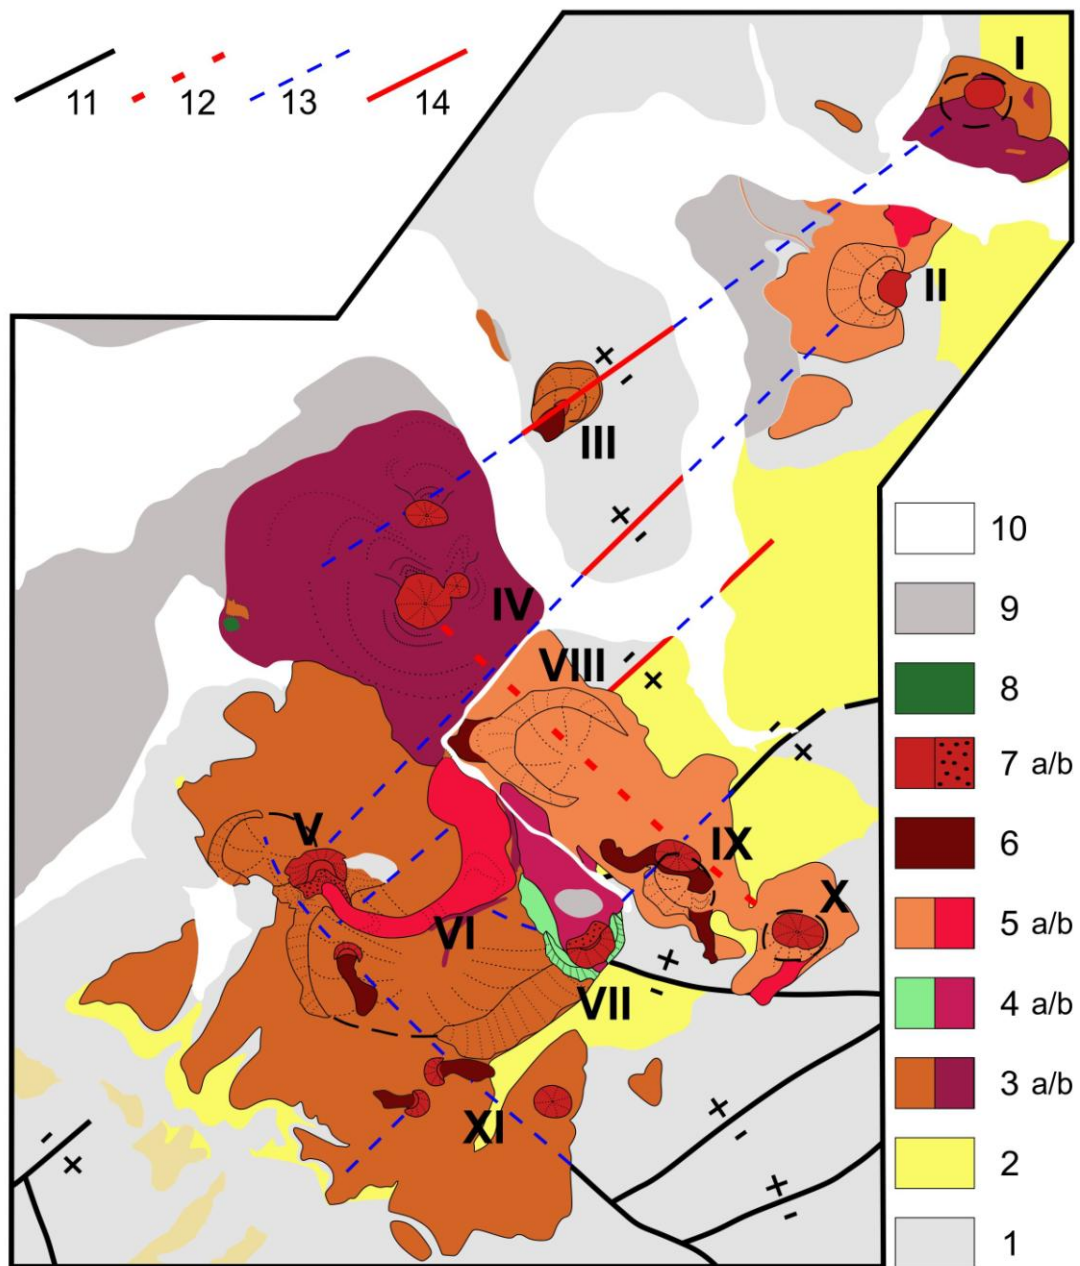 11 12 13 14
I
II
III
IV
VIII
V
IX
X
VI
VII
XI
10
9
8
7 a/b
6
5 a/b
4 a/b
3 a/b
2
1
+
-
+
-
-
+
-
+
+
-
+
-
-
+
+
-
-